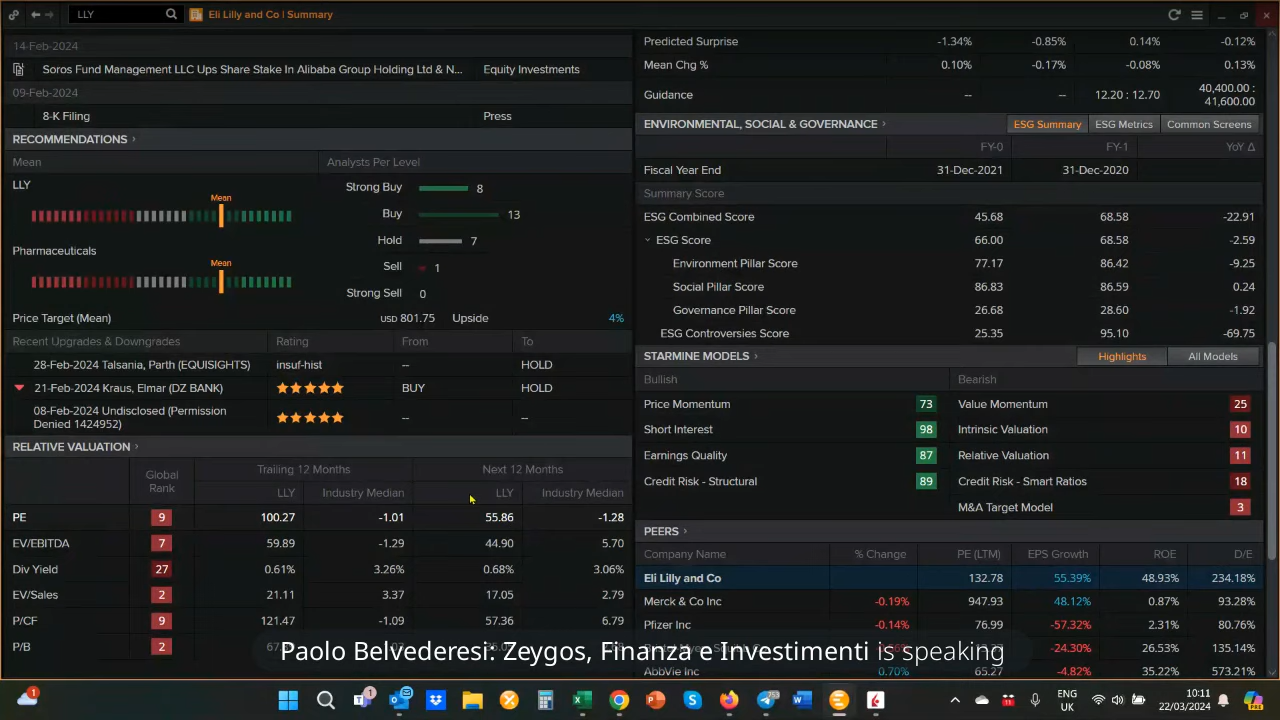 LLY
Eli Lilly and Co | Summary
14-Feb-2024
Soros Fund Management LLC Ups Share Stake In Alibaba Group Holding Ltd & N... Equity Investments
09-Feb-2024
8-K Filing Press
RECOMMENDATIONS
Mean Analysts Per Level
LLY
Mean
Strong Buy 8
Buy 13
Hold 7
Pharmaceuticals
Mean
Sell 1
Strong Sell 0
Price Target (Mean) USD 801.75 Upside 4%
Recent Upgrades & Downgrades Rating From To
28-Feb-2024 Talsania, Parth (EQUISIGHTS) insuf-hist -- HOLD
21-Feb-2024 Kraus, Elmar (DZ BANK) BUY HOLD
08-Feb-2024 Undisclosed (Permission
Denied 1424952) -- --
RELATIVE VALUATION
Global
Rank
Trailing 12 Months Next 12 Months
LLY Industry Median LLY Industry Median
PE 9 100.27 -1.01 55.86 -1.28
EV/EBITDA 7 59.89 -1.29 44.90 5.70
Div Yield 27 0.61% 3.26% 0.68% 3.06%
EV/Sales 2 21.11 3.37 17.05 2.79
P/CF 9 121.47 -1.09 57.36 6.79
P/B 2
Predicted Surprise -1.34% -0.85% 0.14% -0.12%
Mean Chg % 0.10% -0.17% -0.08% 0.13%
Guidance -- -- 12.20 : 12.70 40,400.00 :
41,600.00
ENVIRONMENTAL, SOCIAL & GOVERNANCE ESG Summary ESG Metrics Common Screens
FY-0 FY-1 YoY Δ
Fiscal Year End 31-Dec-2021 31-Dec-2020
Summary Score
ESG Combined Score 45.68 68.58 -22.91
ESG Score 66.00 68.58 -2.59
Environment Pillar Score 77.17 86.42 -9.25
Social Pillar Score 86.83 86.59 0.24
Governance Pillar Score 26.68 28.60 -1.92
ESG Controversies Score 25.35 95.10 -69.75
STARMINE MODELS Highlights All Models
Bullish Bearish
Price Momentum 73 Value Momentum 25
Short Interest 98 Intrinsic Valuation 10
Earnings Quality 87 Relative Valuation 11
Credit Risk - Structural 89 Credit Risk - Smart Ratios 18
M&A Target Model 3
PEERS
Company Name % Change PE (LTM) EPS Growth ROE D/E
Eli Lilly and Co 132.78 55.39% 48.93% 234.18%
Merck & Co Inc -0.19% 947.93 48.12% 0.87% 93.28%
Pfizer Inc -0.14% 76.99 -57.32% 2.31% 80.76%
-24.30% 26.53% 135.14%
AbbVie Inc 0.70% 65.27 -4.82% 35.22% 573.21%
Paolo Belvederesi: Zeygos, Finanza e Investimenti is speaking
1
1
ENG
UK
10:11
22/03/2024